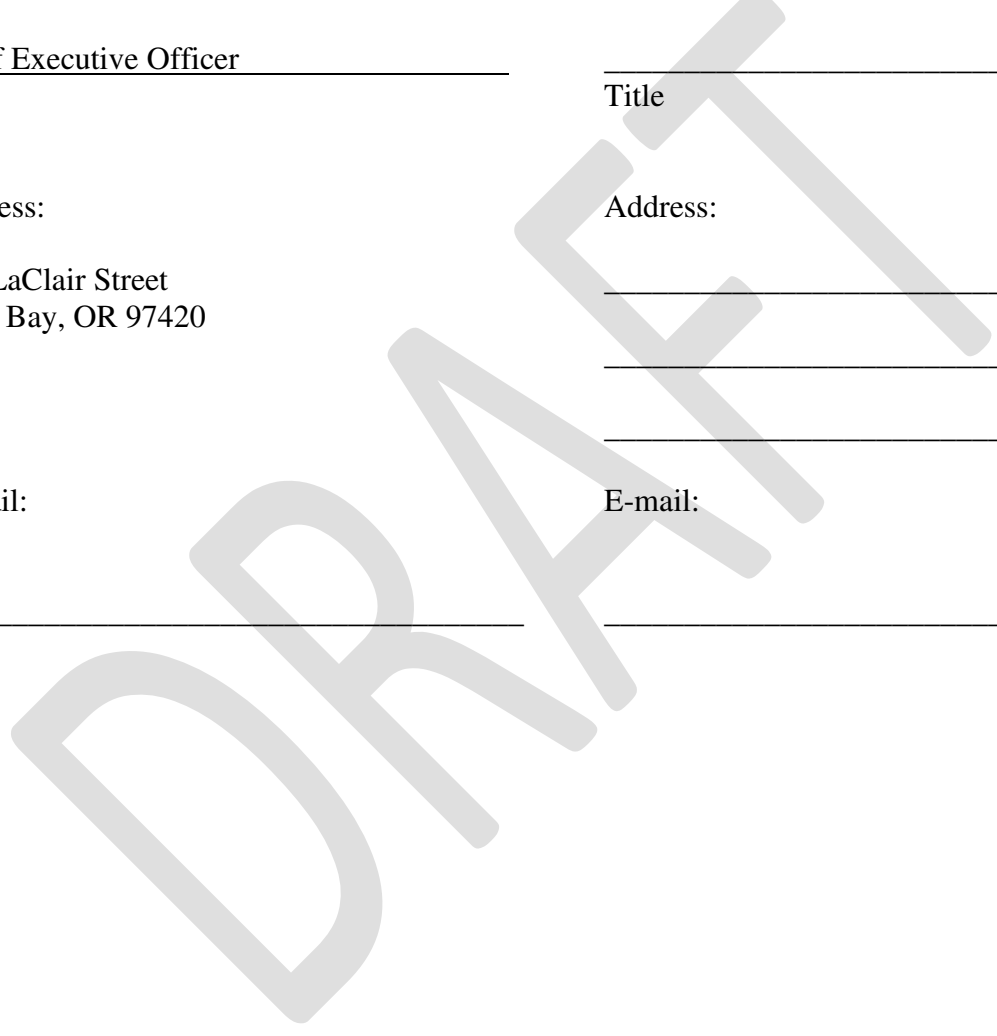 f Executive Officer
Title
ess:
Address:
LaClair Street
Bay, OR 97420
il:
E-mail:
DRAFT